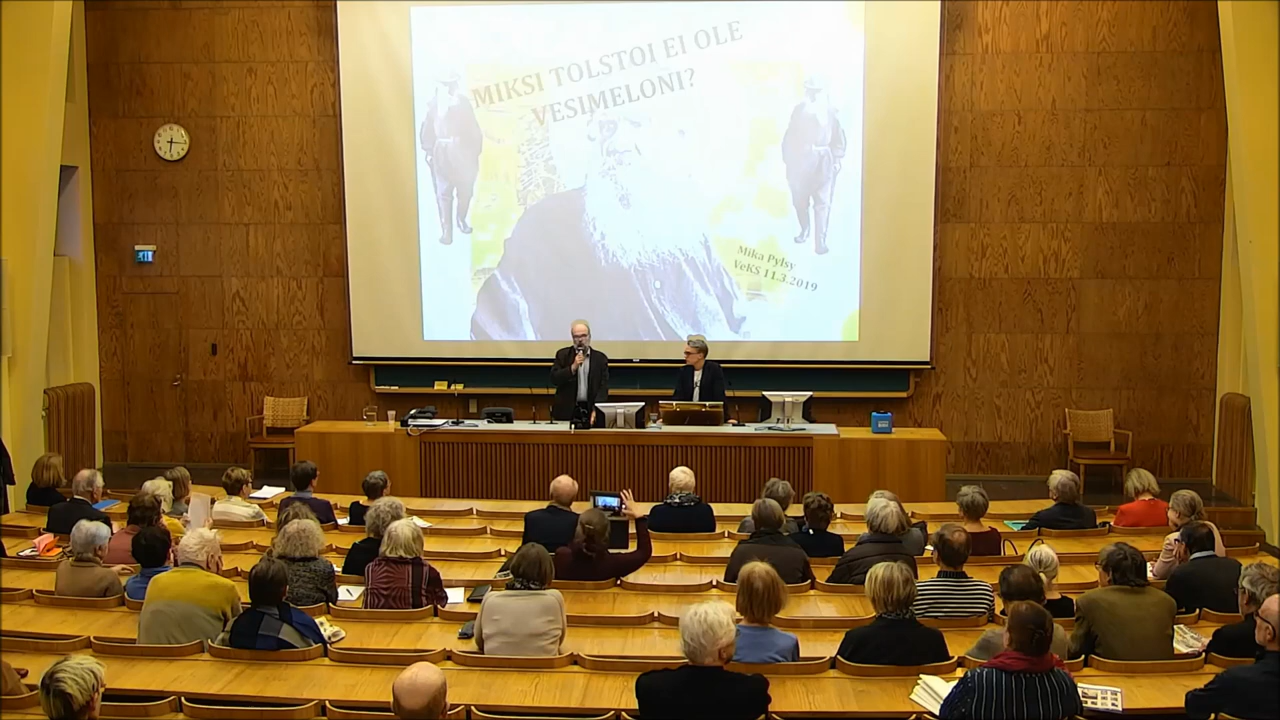 MIKSI TOLSTOI EI OLE
VESIMELONI?
Mika Pylsy
VeKS 11.3.2019